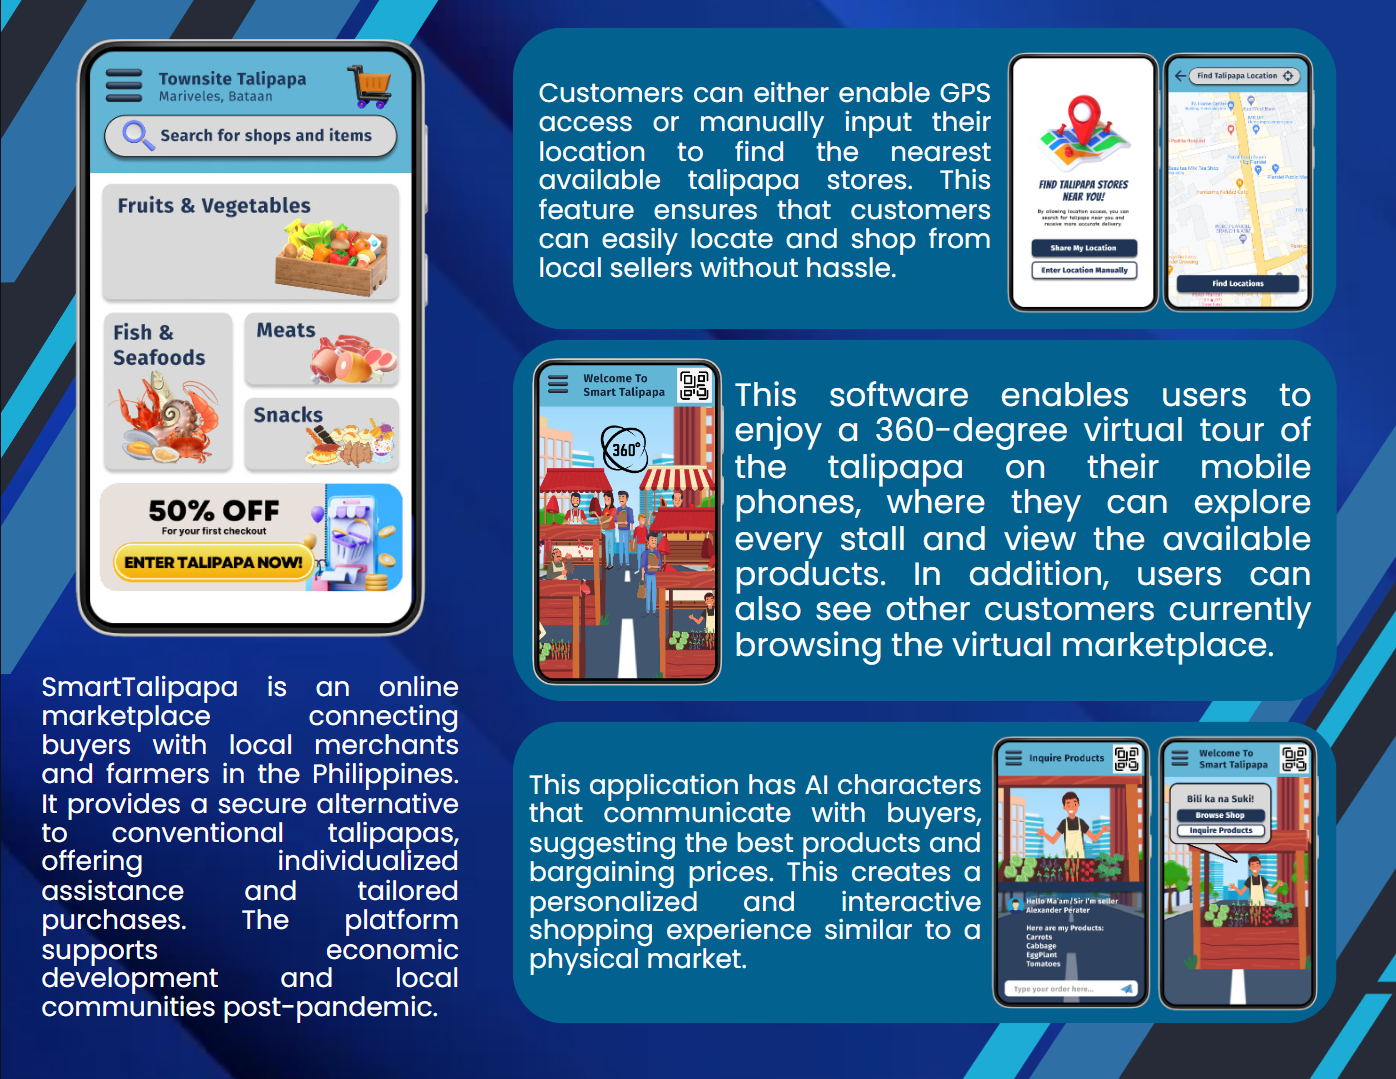 Townsite Talipapa
Mariveles, Bataan
Search for shops and items
Fruits & Vegetables
Fish &
Seafoods
Meats
Snacks
50% OFF
For your first checkout
ENTER TALIPAPA NOW!
SmartTalipapa is an online
marketplace connecting
buyers with local merchants
and farmers in the Philippines.
It provides a secure alternative
to conventional talipapas,
offering individualized
assistance and tailored
purchases. The platform
supports economic
development and local
communities post-pandemic.
Customers can either enable GPS
access or manually input their
location to find the nearest
available talipapa stores. This
feature ensures that customers
can easily locate and shop from
local sellers without hassle.
FIND TALIPAPA STORES
NEAR YOU!
By allowing location access, you can
search for talipapa near you and
receive more accurate delivery.
Share My Location
Enter Location Manually
Find Talipapa Location
Find Locations
Welcome To
Smart Talipapa
360°
This software enables users to
enjoy a 360-degree virtual tour of
the talipapa on their mobile
phones, where they can explore
every stall and view the available
products. In addition, users can
also see other customers currently
browsing the virtual marketplace.
This application has AI characters
that communicate with buyers,
suggesting the best products and
bargaining prices. This creates a
personalized and interactive
shopping experience similar to a
physical market.
Inquire Products
Hello Ma'am/Sir I'm seller
Alexander Perater
Here are my Products:
Carrots
Cabbage
EggPlant
Tomatoes
Type your order here...
Welcome To
Smart Talipapa
Bili ka na Suki!
Browse Shop
Inquire Products